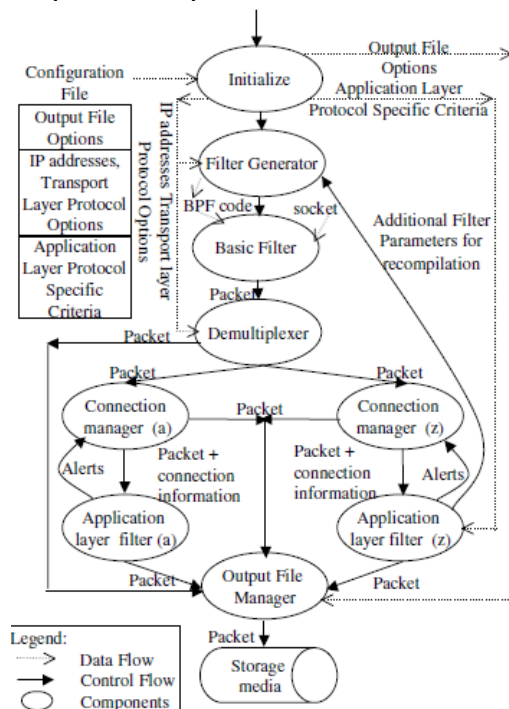 Output File
Options
Configuration
File
Initialize
Application Layer
Protocol Specific Criteria
Output File
Options
IP addresses,
Transport
Layer Protocol
Options
Application
Layer Protocol
Specific
Criteria
IP addresses Transport layer
Protocol Options
Filter Generator
BPF code
socket
Additional Filter
Parameters for
recompilation
Basic Filter
Packet
Demultiplexer
Packet
Packet
Packet
Connection
manager (a)
Packet
Connection
manager (z)
Alerts
Packet +
connection
information
Packet +
connection
information
Alerts
Application
layer filter (a)
Application
layer filter (z)
Packet
Output File
Manager
Packet
Packet
Storage
media
Legend:
Data Flow
Control Flow
Components